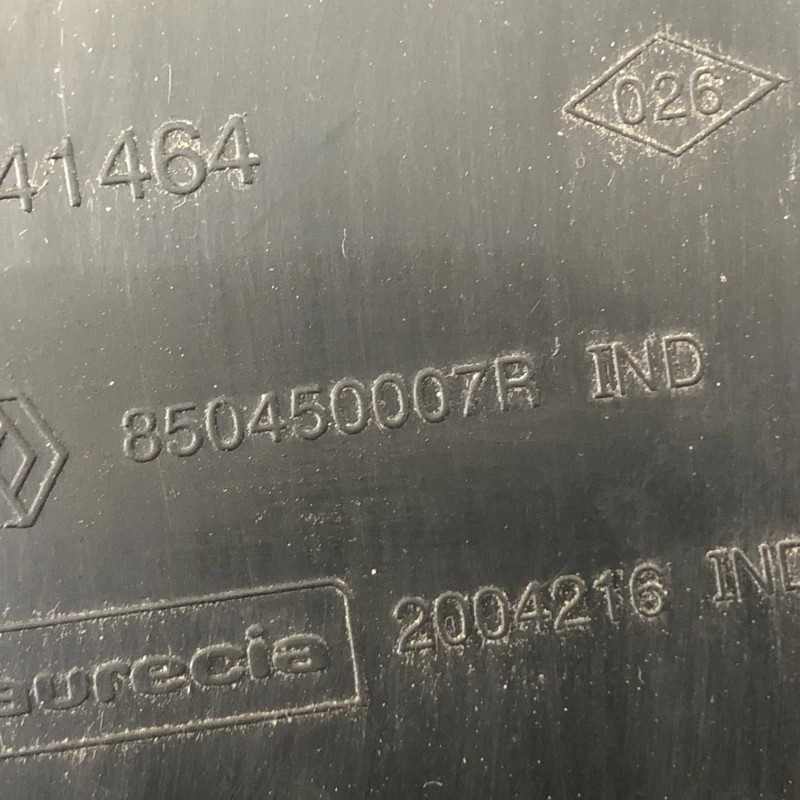 026
41464
850450007R IND
2004216 IND
aurecia